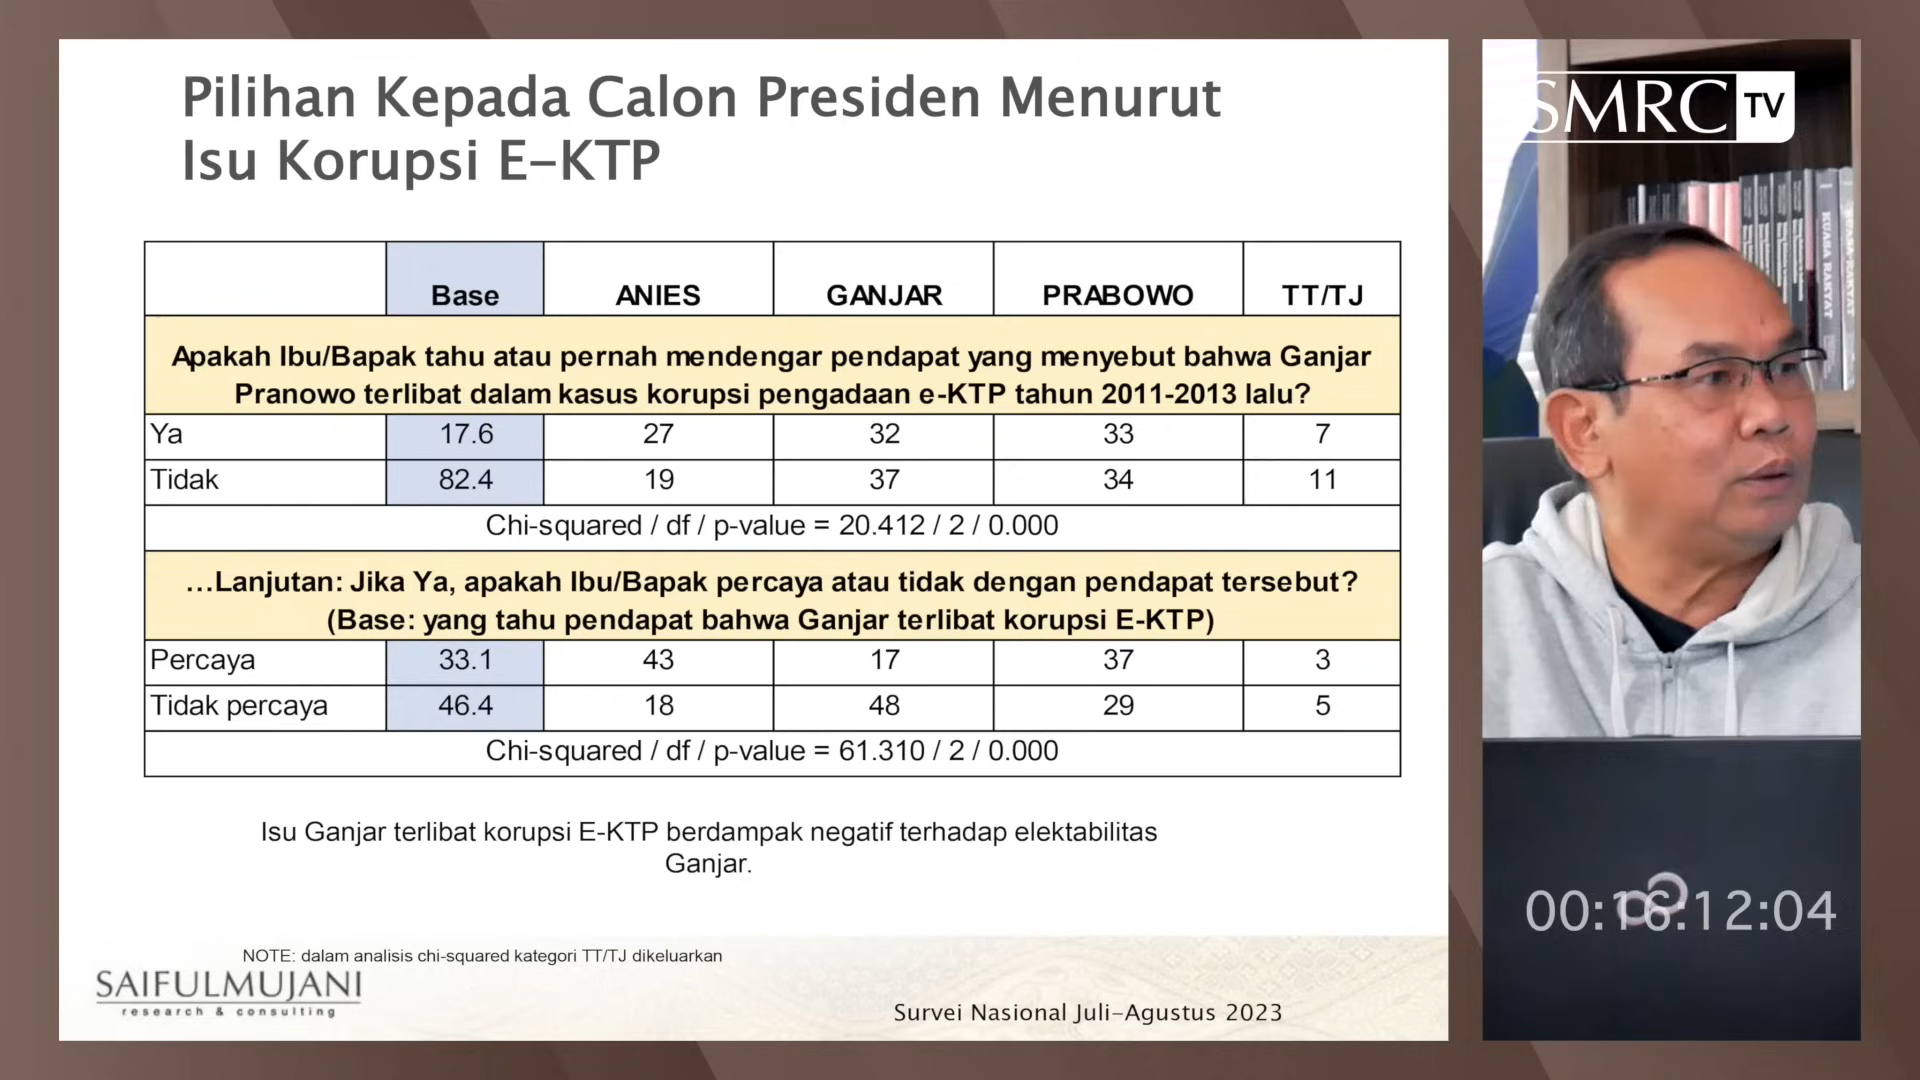 Pilihan Kepada Calon Presiden Menurut
Isu Korupsi E-KTP
Base ANIES GANJAR PRABOWO TT/TJ
Apakah Ibu/Bapak tahu atau pernah mendengar pendapat yang menyebut bahwa Ganjar
Pranowo terlibat dalam kasus korupsi pengadaan e-KTP tahun 2011-2013 lalu?
Ya 17.6 27 32 33 7
Tidak 82.4 19 37 34 11
Chi-squared / df / p-value = 20.412 / 2 / 0.000
...Lanjutan: Jika Ya, apakah Ibu/Bapak percaya atau tidak dengan pendapat tersebut?
(Base: yang tahu pendapat bahwa Ganjar terlibat korupsi E-KTP)
Percaya 33.1 43 17 37 3
Tidak percaya 46.4 18 48 29 5
Chi-squared / df / p-value = 61.310 / 2 / 0.000
Isu Ganjar terlibat korupsi E-KTP berdampak negatif terhadap elektabilitas
Ganjar.
NOTE: dalam analisis chi-squared kategori TT/TJ dikeluarkan
SAIFULMUJANI
research & consulting
Survei Nasional Juli-Agustus 2023
SMRC TV
KUASA RAKYAT
00:16:12:04